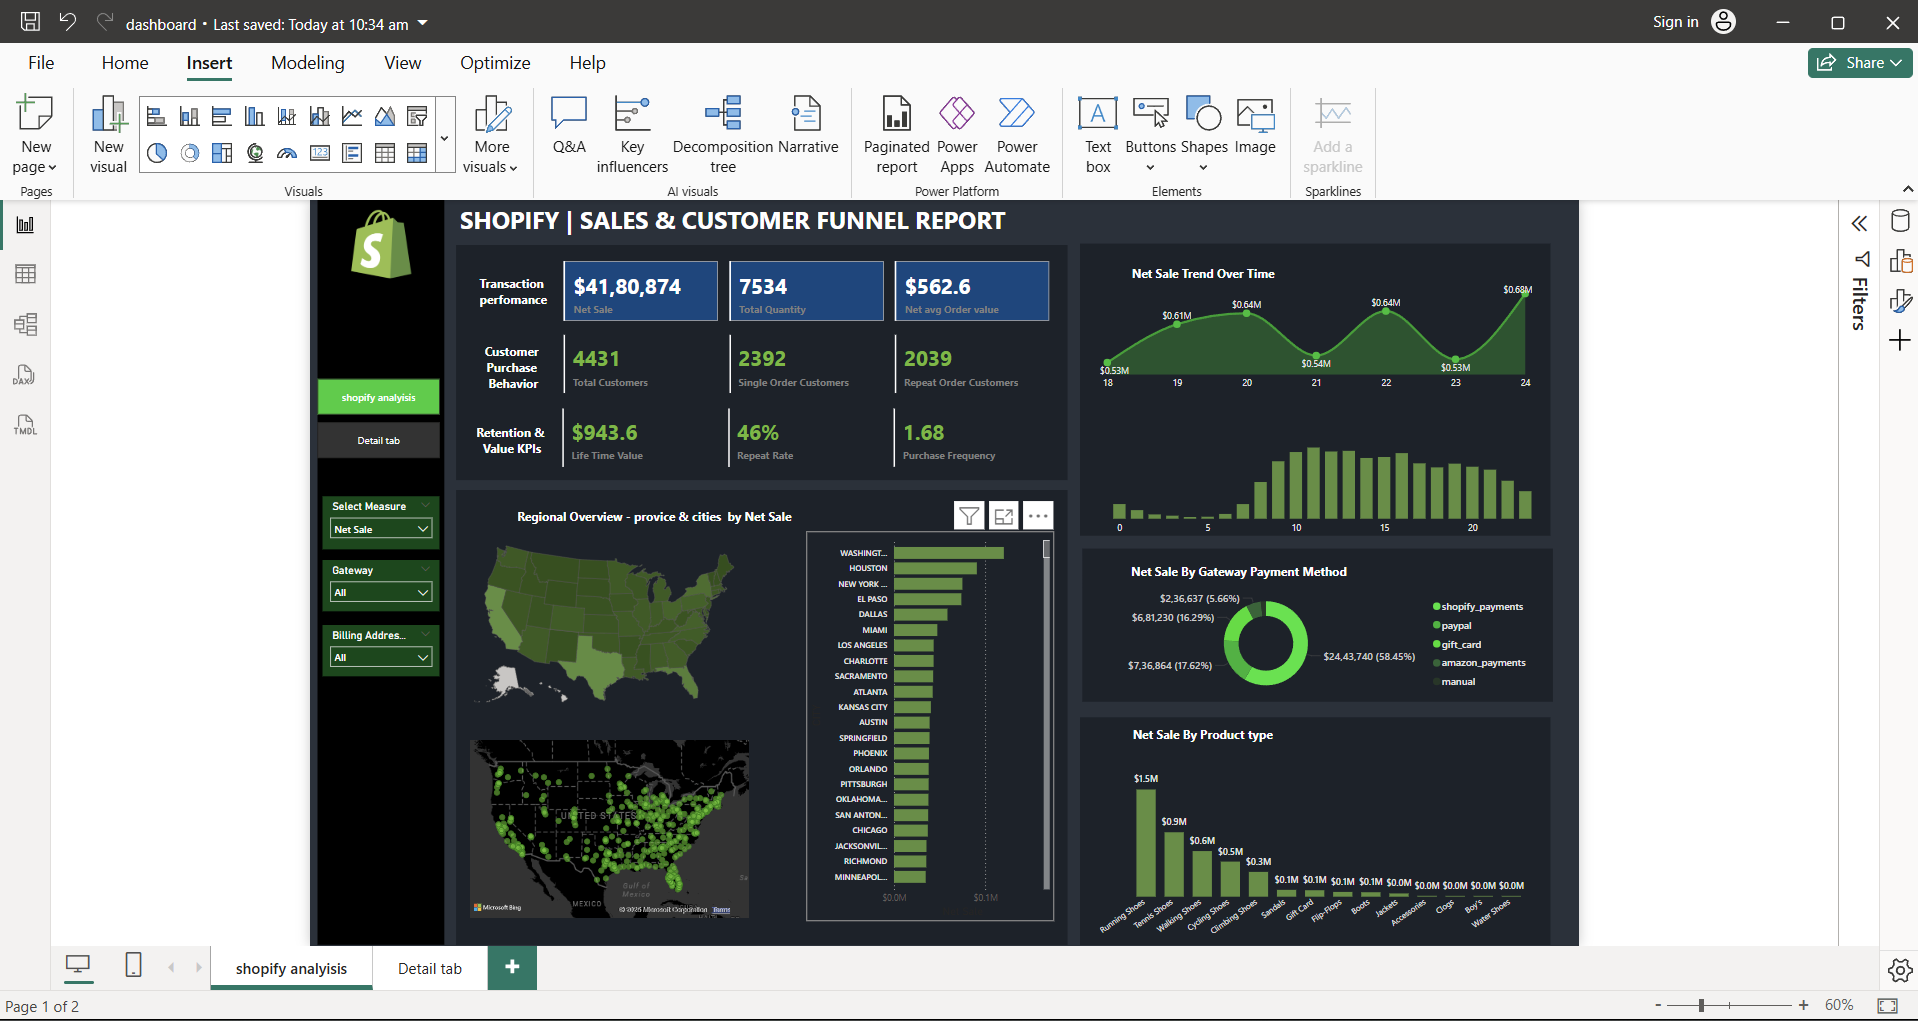 dashboard • Last saved: Today at 10:34 am
Sign in
File Home Insert Modeling View Optimize Help
Share
New page
New visual
More visuals
Q&A
Key influencers
Decomposition tree
Narrative
Paginated report
Power Apps
Power Automate
Text box
Buttons
Shapes
Image
Add a sparkline
Pages
Visuals
AI visuals
Power Platform
Elements
Sparklines
DAX
TMDL
Filters
S
SHOPIFY | SALES & CUSTOMER FUNNEL REPORT
shopify analyisis
Detail tab
Select Measure
Net Sale
Gateway
All
Billing Addres...
All
Transaction perfomance
$41,80,874
Net Sale
7534
Total Quantity
$562.6
Net avg Order value
Customer Purchase Behavior
4431
Total Customers
2392
Single Order Customers
2039
Repeat Order Customers
Retention & Value KPIs
$943.6
Life Time Value
46%
Repeat Rate
1.68
Purchase Frequency
Regional Overview - provice & cities by Net Sale
WASHINGT...
HOUSTON
NEW YORK ...
EL PASO
DALLAS
MIAMI
LOS ANGELES
CHARLOTTE
SACRAMENTO
ATLANTA
KANSAS CITY
AUSTIN
SPRINGFIELD
PHOENIX
ORLANDO
PITTSBURGH
OKLAHOMA...
SAN ANTON...
CHICAGO
JACKSONVIL...
RICHMOND
MINNEAPOL...
$0.0M $0.1M
UNITED STATES
Gulf of Mexico
MEXICO
Microsoft Bing
© 2025 Microsoft Corporation Terms
Net Sale Trend Over Time
$0.53M $0.61M $0.64M $0.54M $0.64M $0.53M $0.68M
18 19 20 21 22 23 24
0 5 10 15 20
Net Sale By Gateway Payment Method
$2,36,637 (5.66%)
$6,81,230 (16.29%)
$7,36,864 (17.62%)
$24,43,740 (58.45%)
shopify_payments
paypal
gift_card
amazon_payments
manual
Net Sale By Product type
$1.5M $0.9M $0.6M $0.5M $0.3M $0.1M $0.1M $0.1M $0.1M $0.0M $0.0M $0.0M $0.0M $0.0M
Running Shoes Tennis Shoes Walking Shoes Cycling Shoes Climbing Shoes Sandals Gift Card Flip-Flops Boots Jackets Accessories Clogs Boy's Water Shoes
shopify analyisis
Detail tab
Page 1 of 2
- + 60%